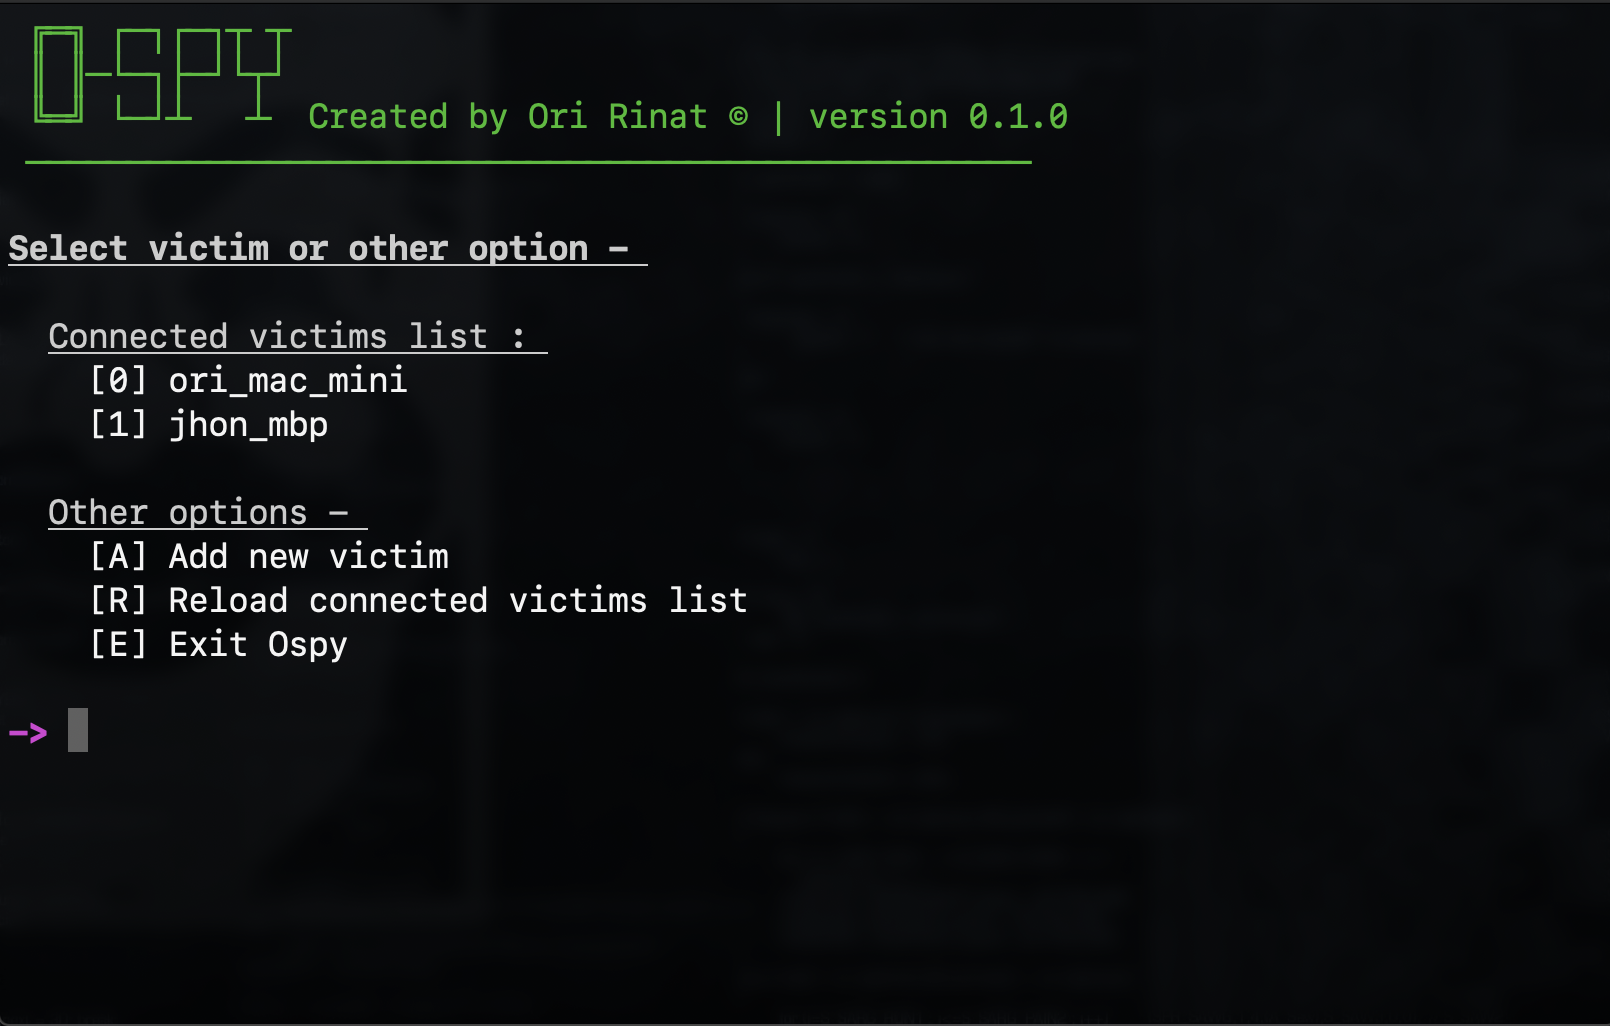 O-SPY
Created by Ori Rinat © | version 0.1.0
Select victim or other option -
Connected victims list :
[0] ori_mac_mini
[1] jhon_mbp
Other options -
[A] Add new victim
[R] Reload connected victims list
[E] Exit Ospy
->